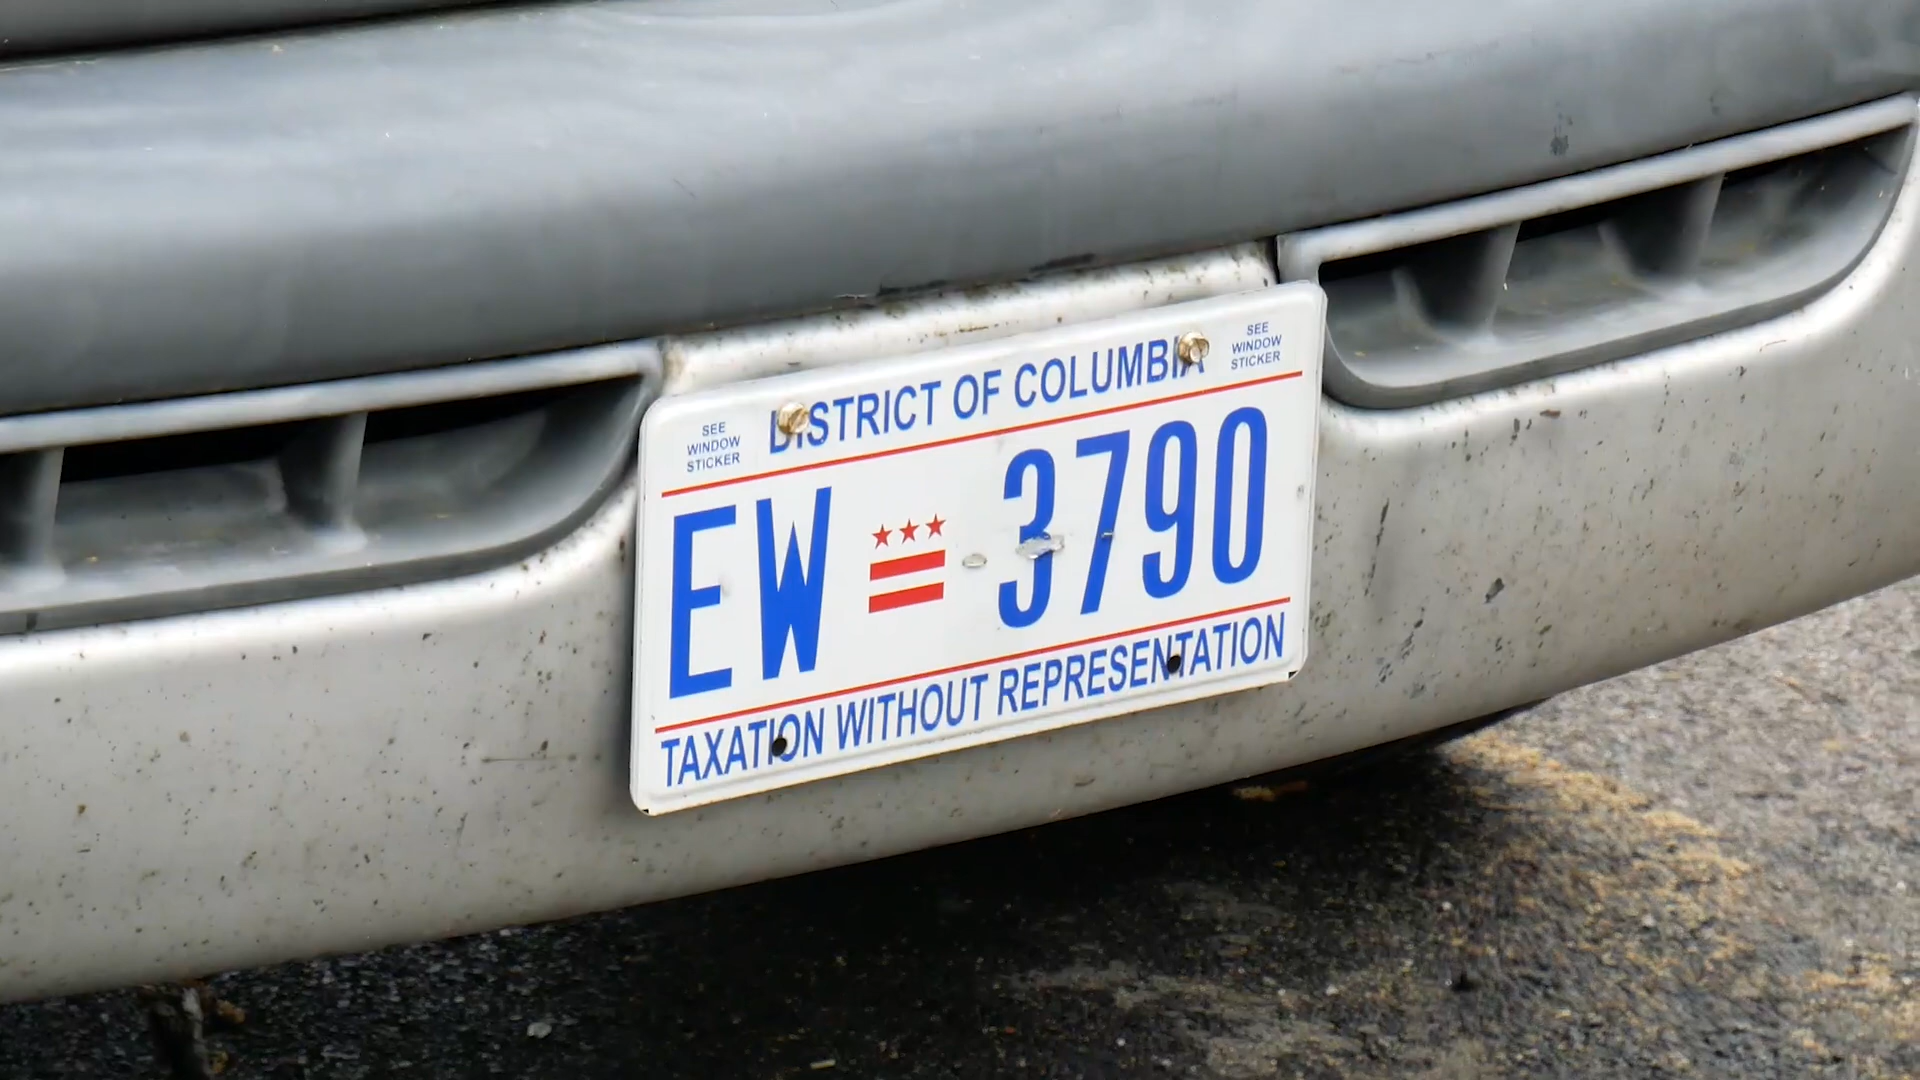 DISTRICT OF COLUMBIA
SEE
WINDOW
STICKER
SEE
WINDOW
STICKER
EW 3790
TAXATION WITHOUT REPRESENTATION